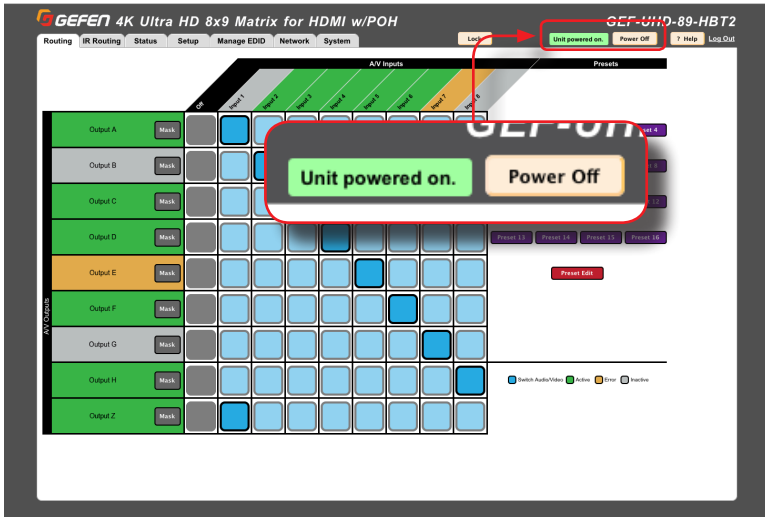 GEFEN 4K Ultra HD 8x9 Matrix for HDMI w/POH
GEF-UHD-89-HBT2
Routing IR Routing Status Setup Manage EDID Network System
Lock Unit powered on. Power Off ? Help Log Out
A/V Inputs Presets
Off Input 1 Input 2 Input 3 Input 4 Input 5 Input 6 Input 7 Input 8
Unit powered on. Power Off
A/V Outputs
Output A Mask
Output B Mask
Output C Mask
Output D Mask
Preset 13 Preset 14 Preset 15 Preset 16
Output E Mask
Preset Edit
Output F Mask
Output G Mask
Output H Mask
Switch Audio/Video Active Error Inactive
Output Z Mask